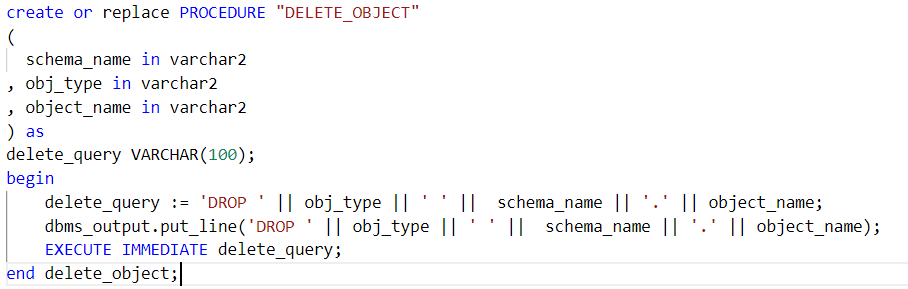 create or replace PROCEDURE "DELETE_OBJECT"
(
  schema_name in varchar2
, obj_type in varchar2
, object_name in varchar2
) as
delete_query VARCHAR(100);
begin
    delete_query := 'DROP ' || obj_type || ' ' ||  schema_name || '.' || object_name;
    dbms_output.put_line('DROP ' || obj_type || ' ' ||  schema_name || '.' || object_name);
    EXECUTE IMMEDIATE delete_query;
end delete_object;